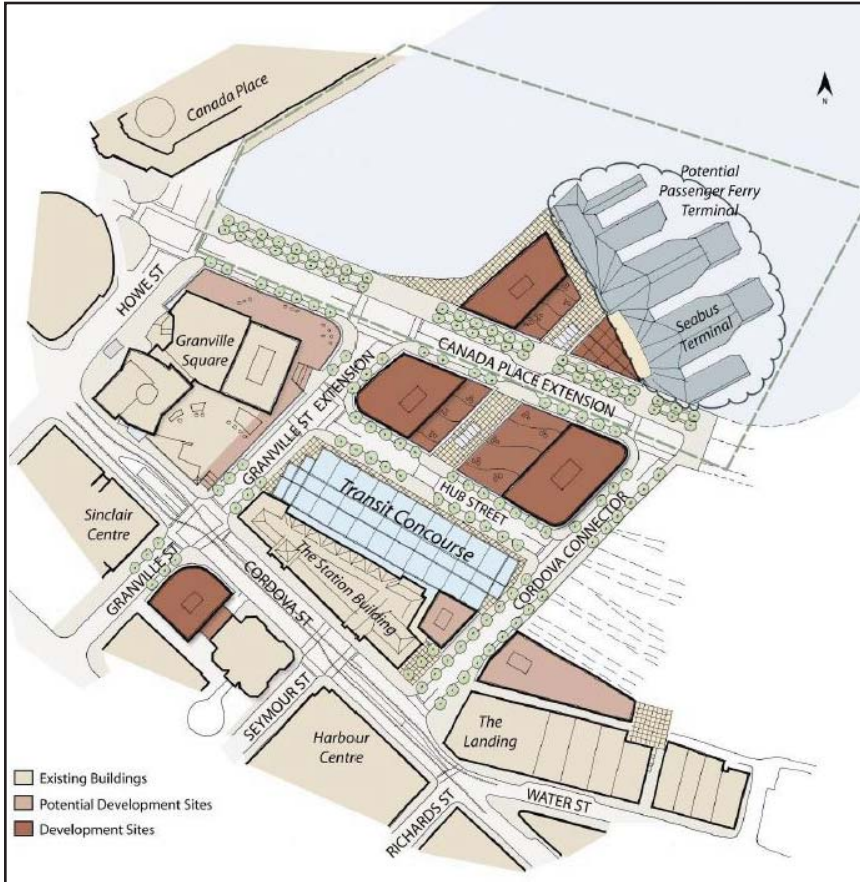 Canada Place
N
Potential
Passenger Ferry
Terminal
HOWE ST
Granville
Square
Seabus
Terminal
CANADA PLACE EXTENSION
GRANVILLE ST EXTENSION
HUB STREET
Transit Concourse
Sinclair
Centre
The Station Building
CORDOVA CONNECTOR
GRANVILLE ST
CORDOVA ST
SEYMOUR ST
The
Landing
Harbour
Centre
WATER ST
RICHARDS ST
Existing Buildings
Potential Development Sites
Development Sites